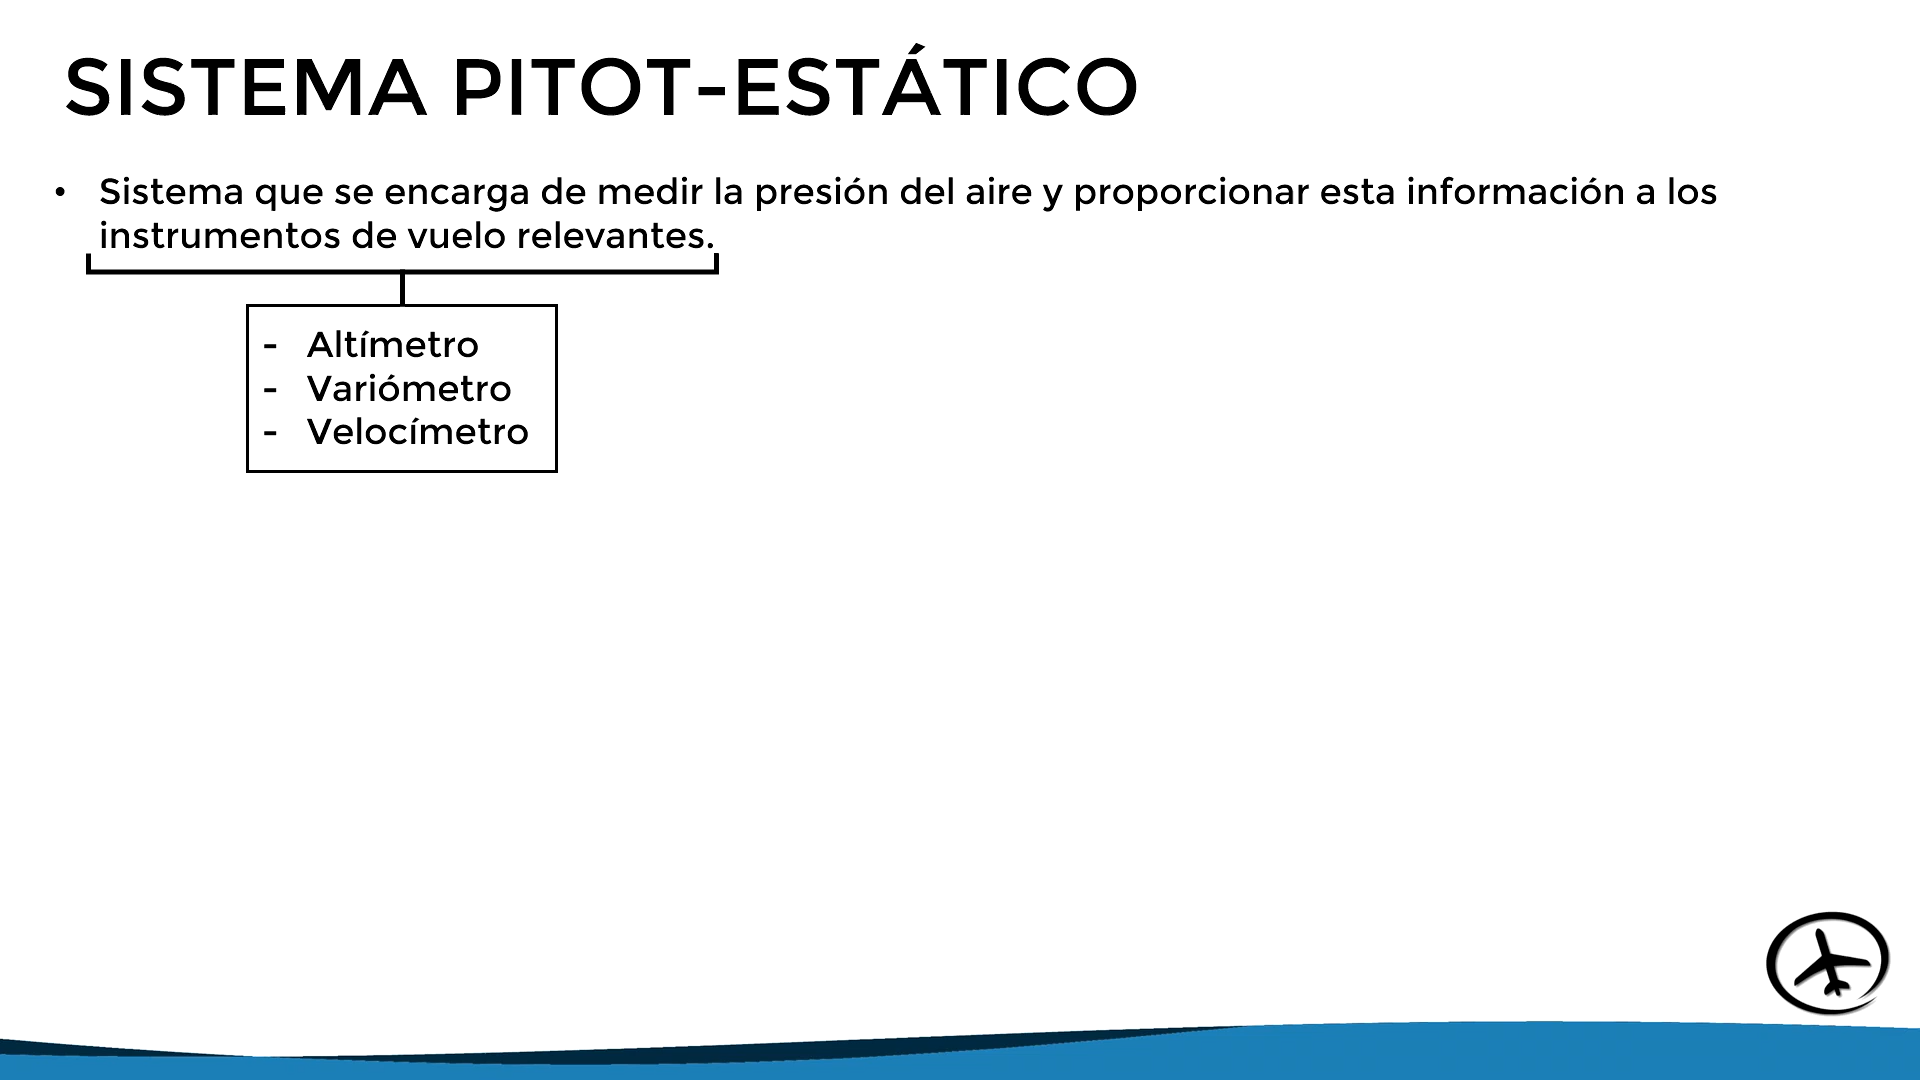 SISTEMA PITOT-ESTÁTICO
• Sistema que se encarga de medir la presión del aire y proporcionar esta información a los
instrumentos de vuelo relevantes.
- Altímetro
- Variómetro
- Velocímetro